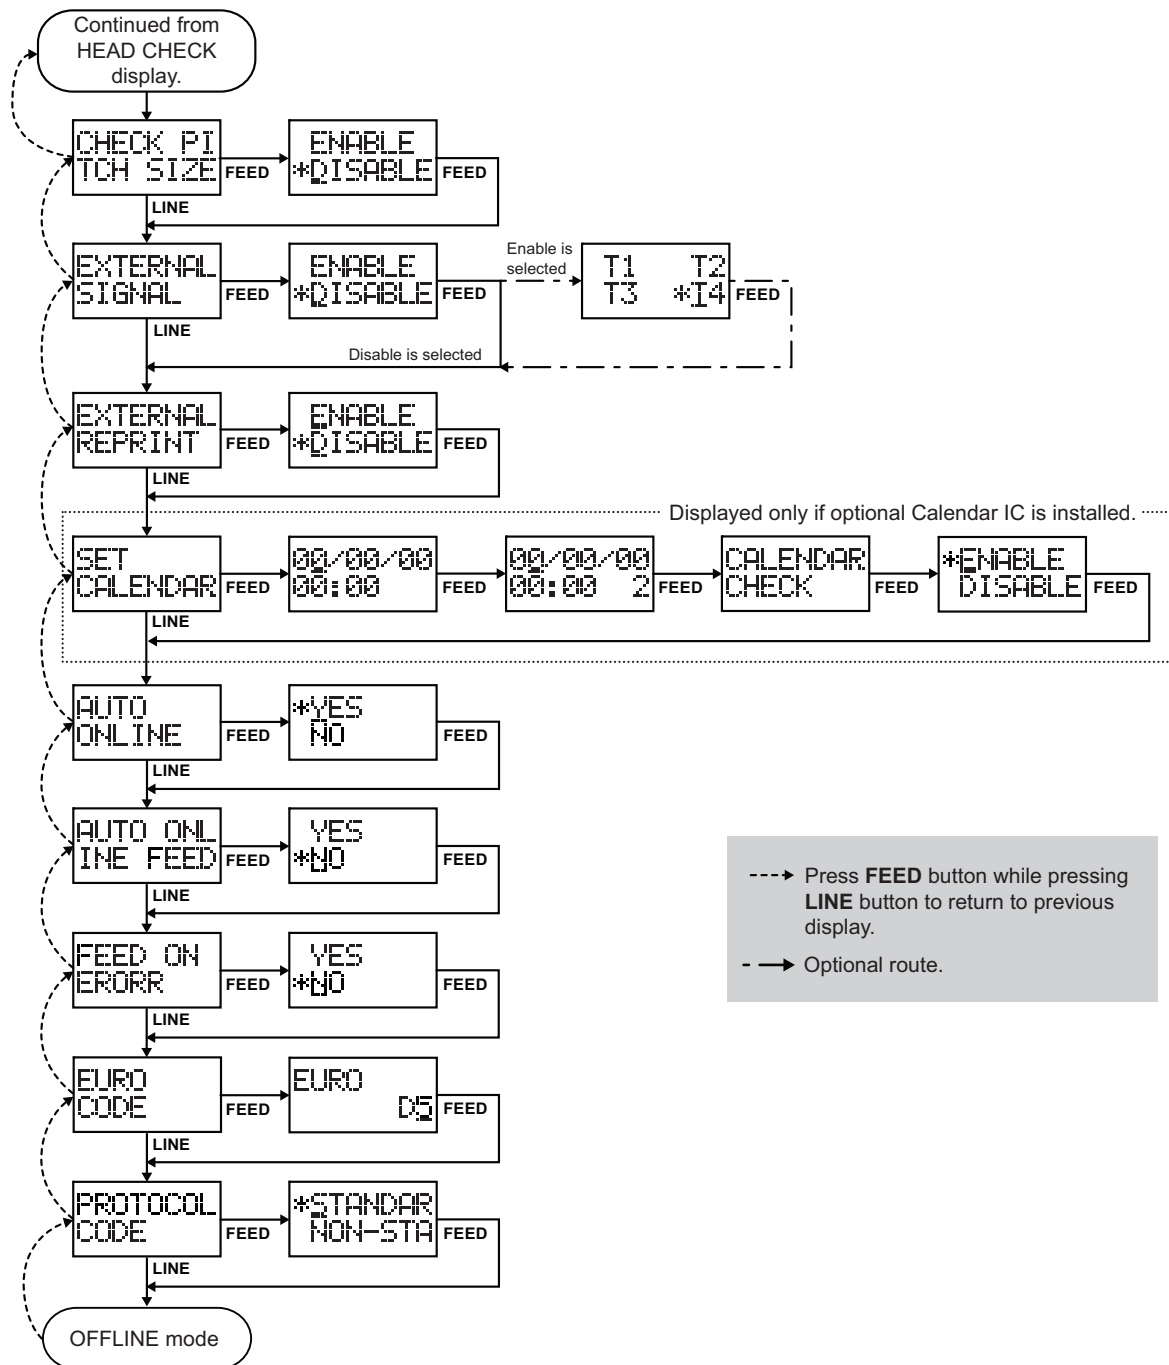 Continued from
HEAD CHECK
display.
CHECK PI
TCH SIZE
FEED
ENABLE
*DISABLE
FEED
LINE
EXTERNAL
SIGNAL
FEED
ENABLE
*DISABLE
FEED
Enable is
selected
T1 T2
T3 *T4
FEED
LINE
Disable is selected
EXTERNAL
REPRINT
FEED
ENABLE
*DISABLE
FEED
LINE
Displayed only if optional Calendar IC is installed.
SET
CALENDAR
FEED
00/00/00
00:00
FEED
00/00/00
00:00 2
FEED
CALENDAR
CHECK
FEED
*ENABLE
DISABLE
FEED
LINE
AUTO
ONLINE
FEED
*YES
NO
FEED
LINE
AUTO ONL
INE FEED
FEED
YES
*NO
FEED
LINE
FEED ON
ERORR
FEED
YES
*NO
FEED
LINE
EURO
CODE
FEED
EURO
D5
FEED
LINE
PROTOCOL
CODE
FEED
*STANDAR
NON-STA
FEED
LINE
OFFLINE mode
Press FEED button while pressing
LINE button to return to previous
display.
Optional route.